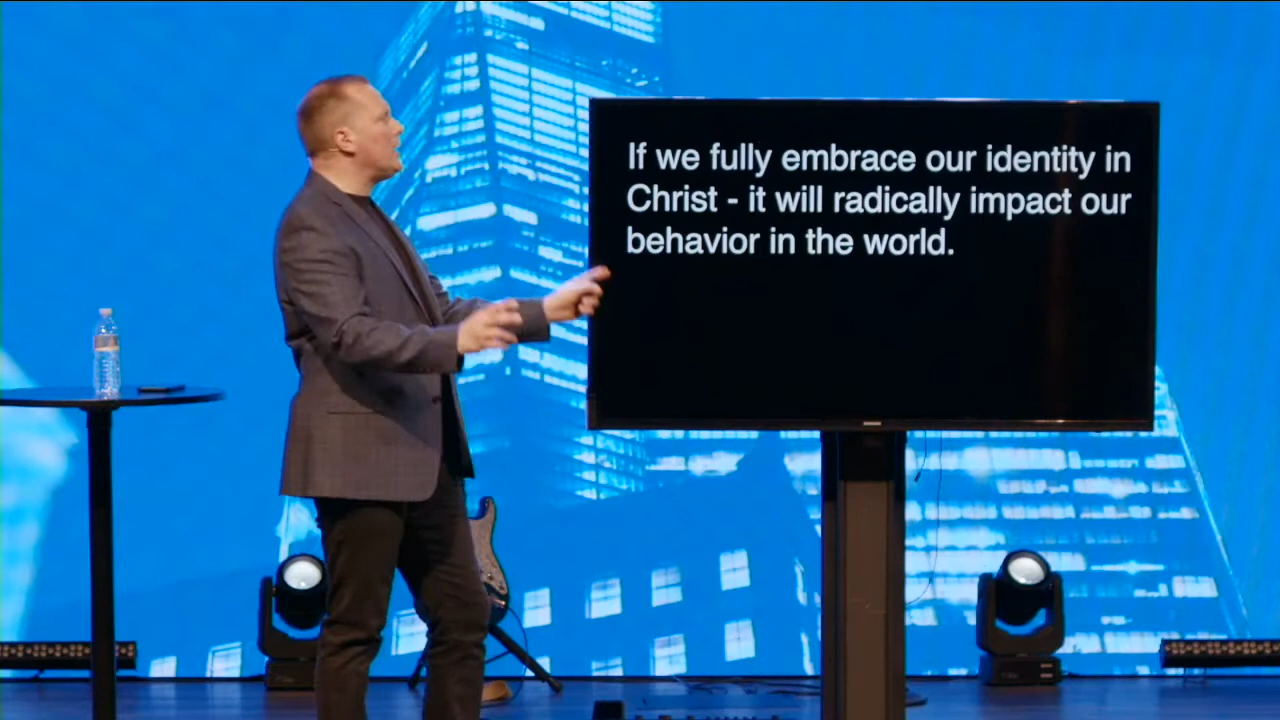 If we fully embrace our identity in
Christ - it will radically impact our
behavior in the world.